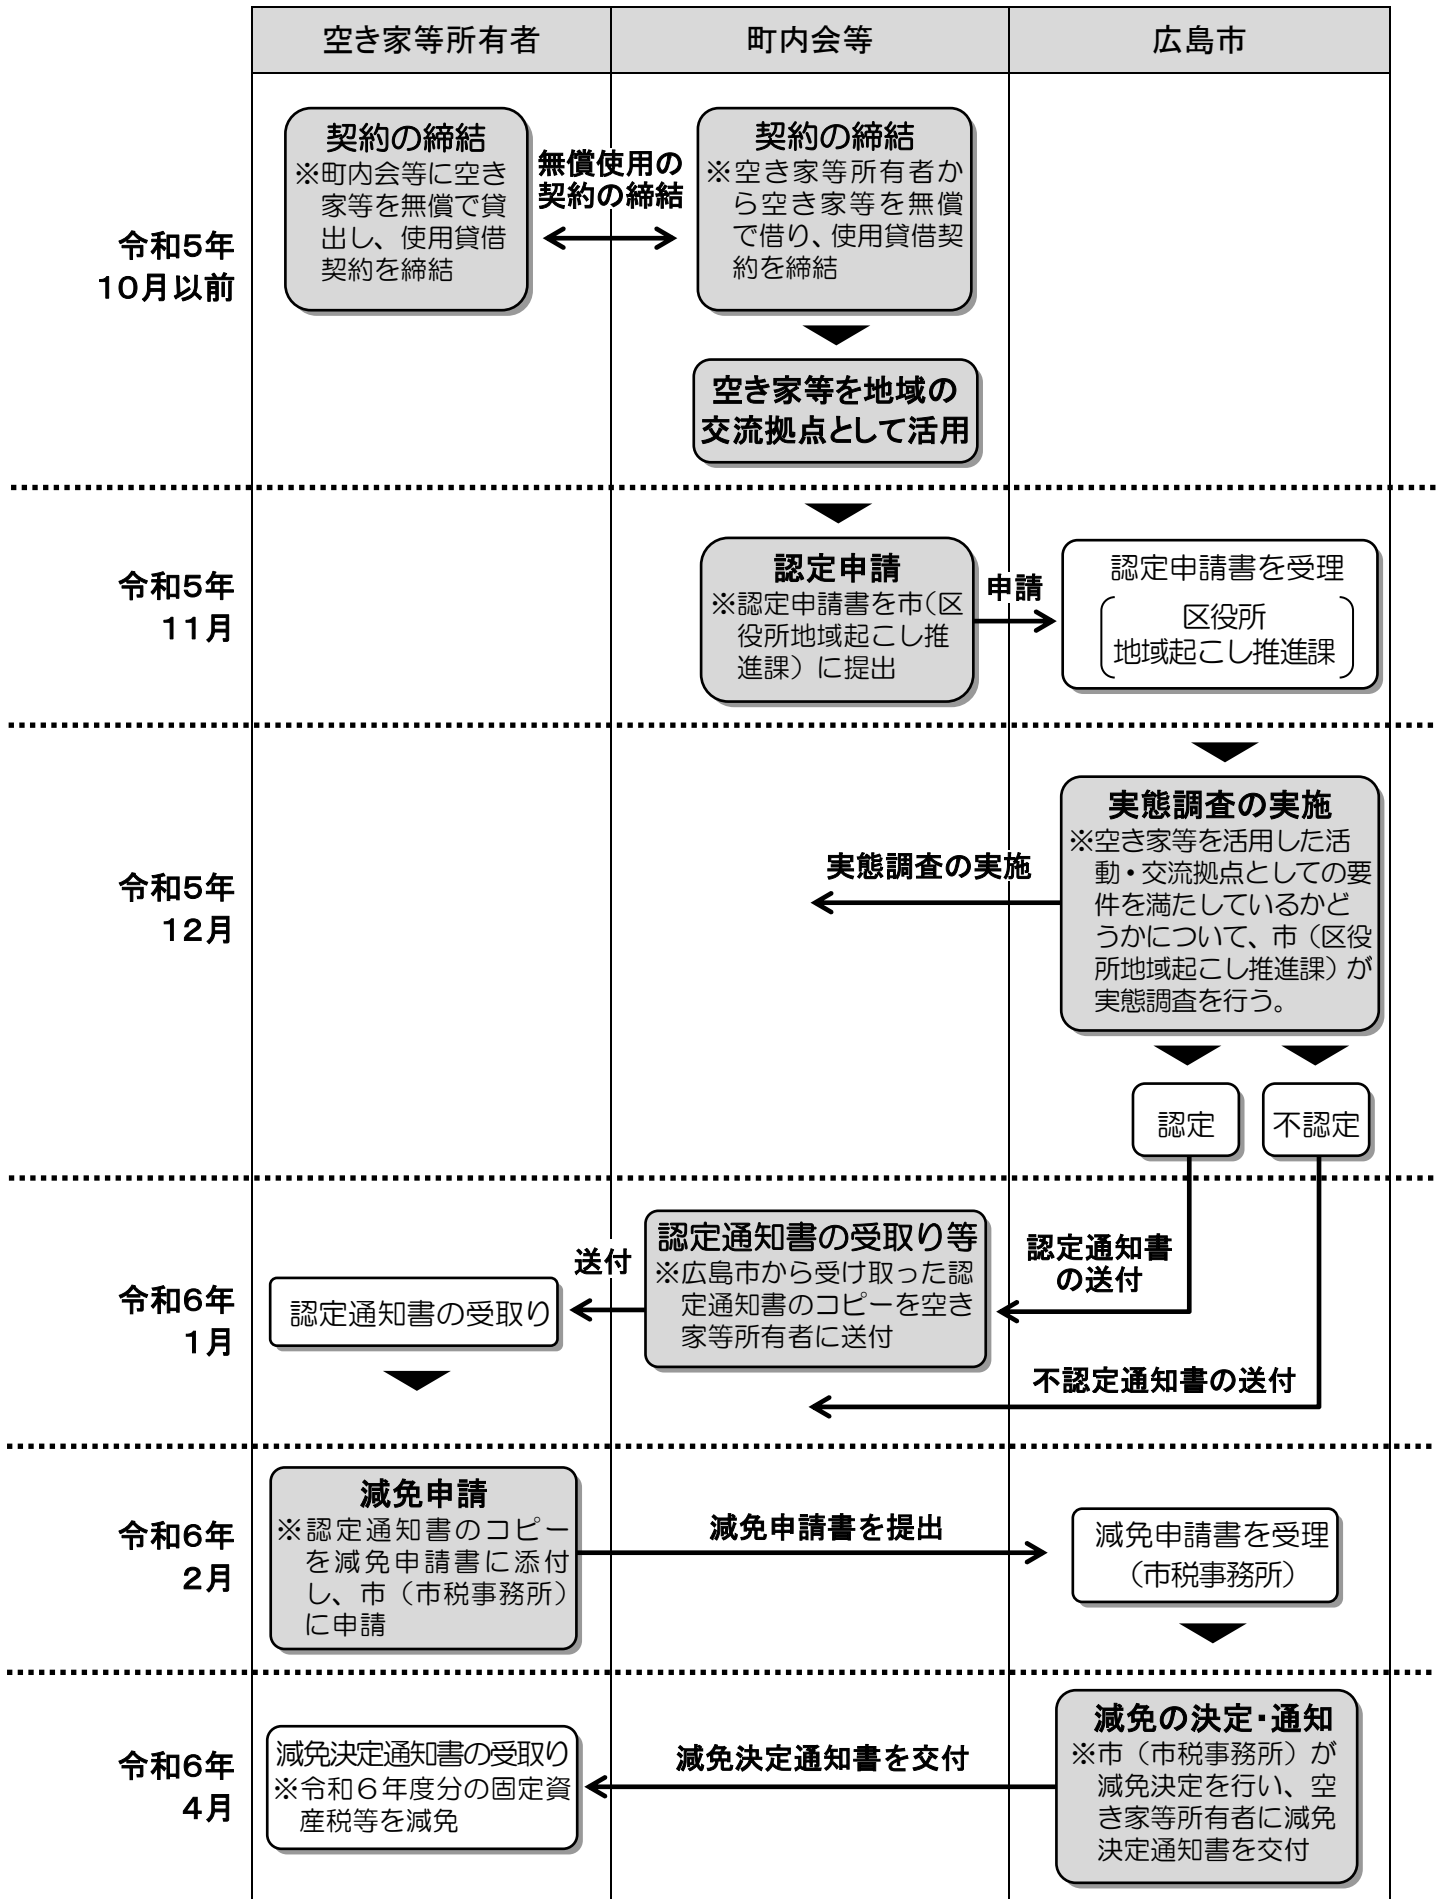 空き家等所有者
町内会等
広島市
令和5年
10月以前
契約の締結
※町内会等に空き
家等を無償で貸
出し、使用貸借
契約を締結
無償使用の
契約の締結
契約の締結
※空き家等所有者か
ら空き家等を無償
で借り、使用貸借契
約を締結
空き家等を地域の
交流拠点として活用
令和5年
11月
認定申請
※認定申請書を市（区
役所地域起こし推
進課）に提出
申請
認定申請書を受理
区役所
地域起こし推進課
令和5年
12月
実態調査の実施
実態調査の実施
※空き家等を活用した活
動・交流拠点としての要
件を満たしているかど
うかについて、市（区役
所地域起こし推進課）が
実態調査を行う。
認定
不認定
令和6年
1月
認定通知書の受取り
送付
認定通知書の受取り等
※広島市から受け取った認
定通知書のコピーを空き
家等所有者に送付
認定通知書
の送付
不認定通知書の送付
令和6年
2月
減免申請
※認定通知書のコピー
を減免申請書に添付
し、市（市税事務所）
に申請
減免申請書を提出
減免申請書を受理
（市税事務所）
令和6年
4月
減免決定通知書の受取り
※令和６年度分の固定資
産税等を減免
減免決定通知書を交付
減免の決定・通知
※市（市税事務所）が
減免決定を行い、空
き家等所有者に減免
決定通知書を交付